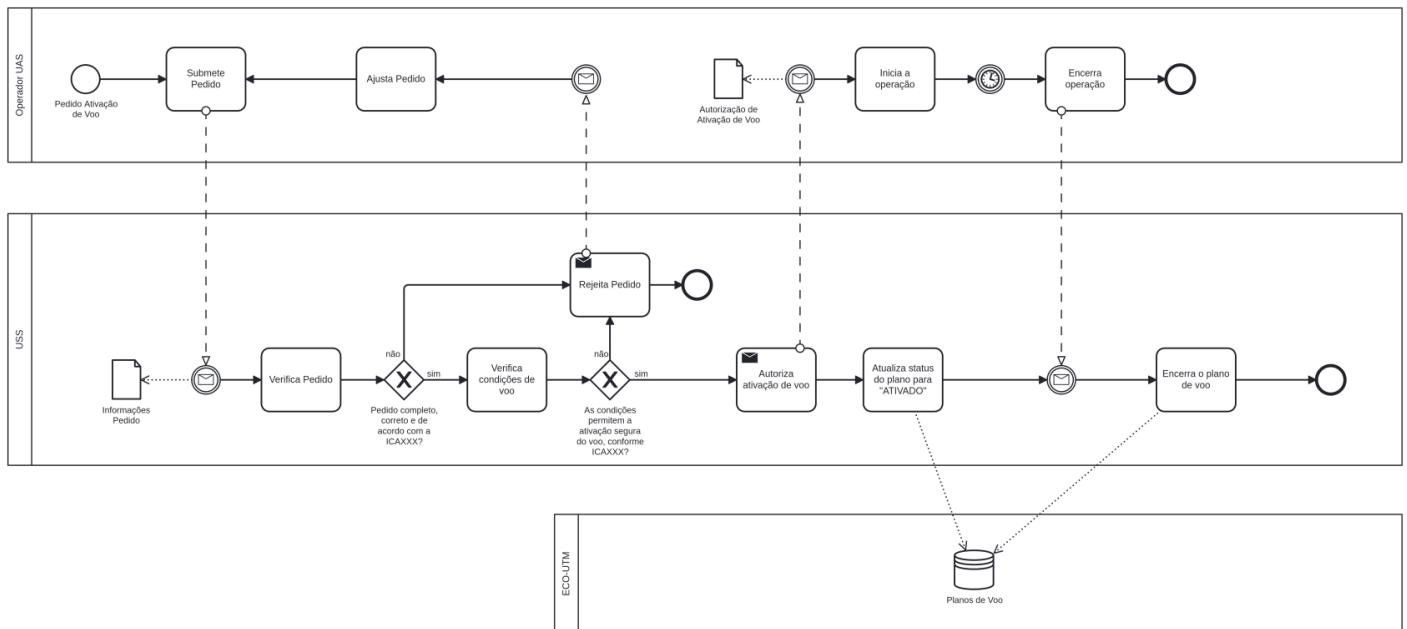 Operador UAS
Pedido Ativação
de Voo
Submete
Pedido
Ajusta Pedido
Autorização de
Ativação de Voo
Inicia a
operação
Encerra
operação
USS
Informações
Pedido
Verifica Pedido
não
sim
Pedido completo,
correto e de
acordo com a
ICAXXX?
Verifica
condições de
voo
Rejeita Pedido
não
sim
As condições
permitem a
ativação segura
do voo, conforme
ICAXXX?
Autoriza
ativação de voo
Atualiza status
do plano para
"ATIVADO"
Encerra o plano
de voo
ECO-UTM
Planos de Voo